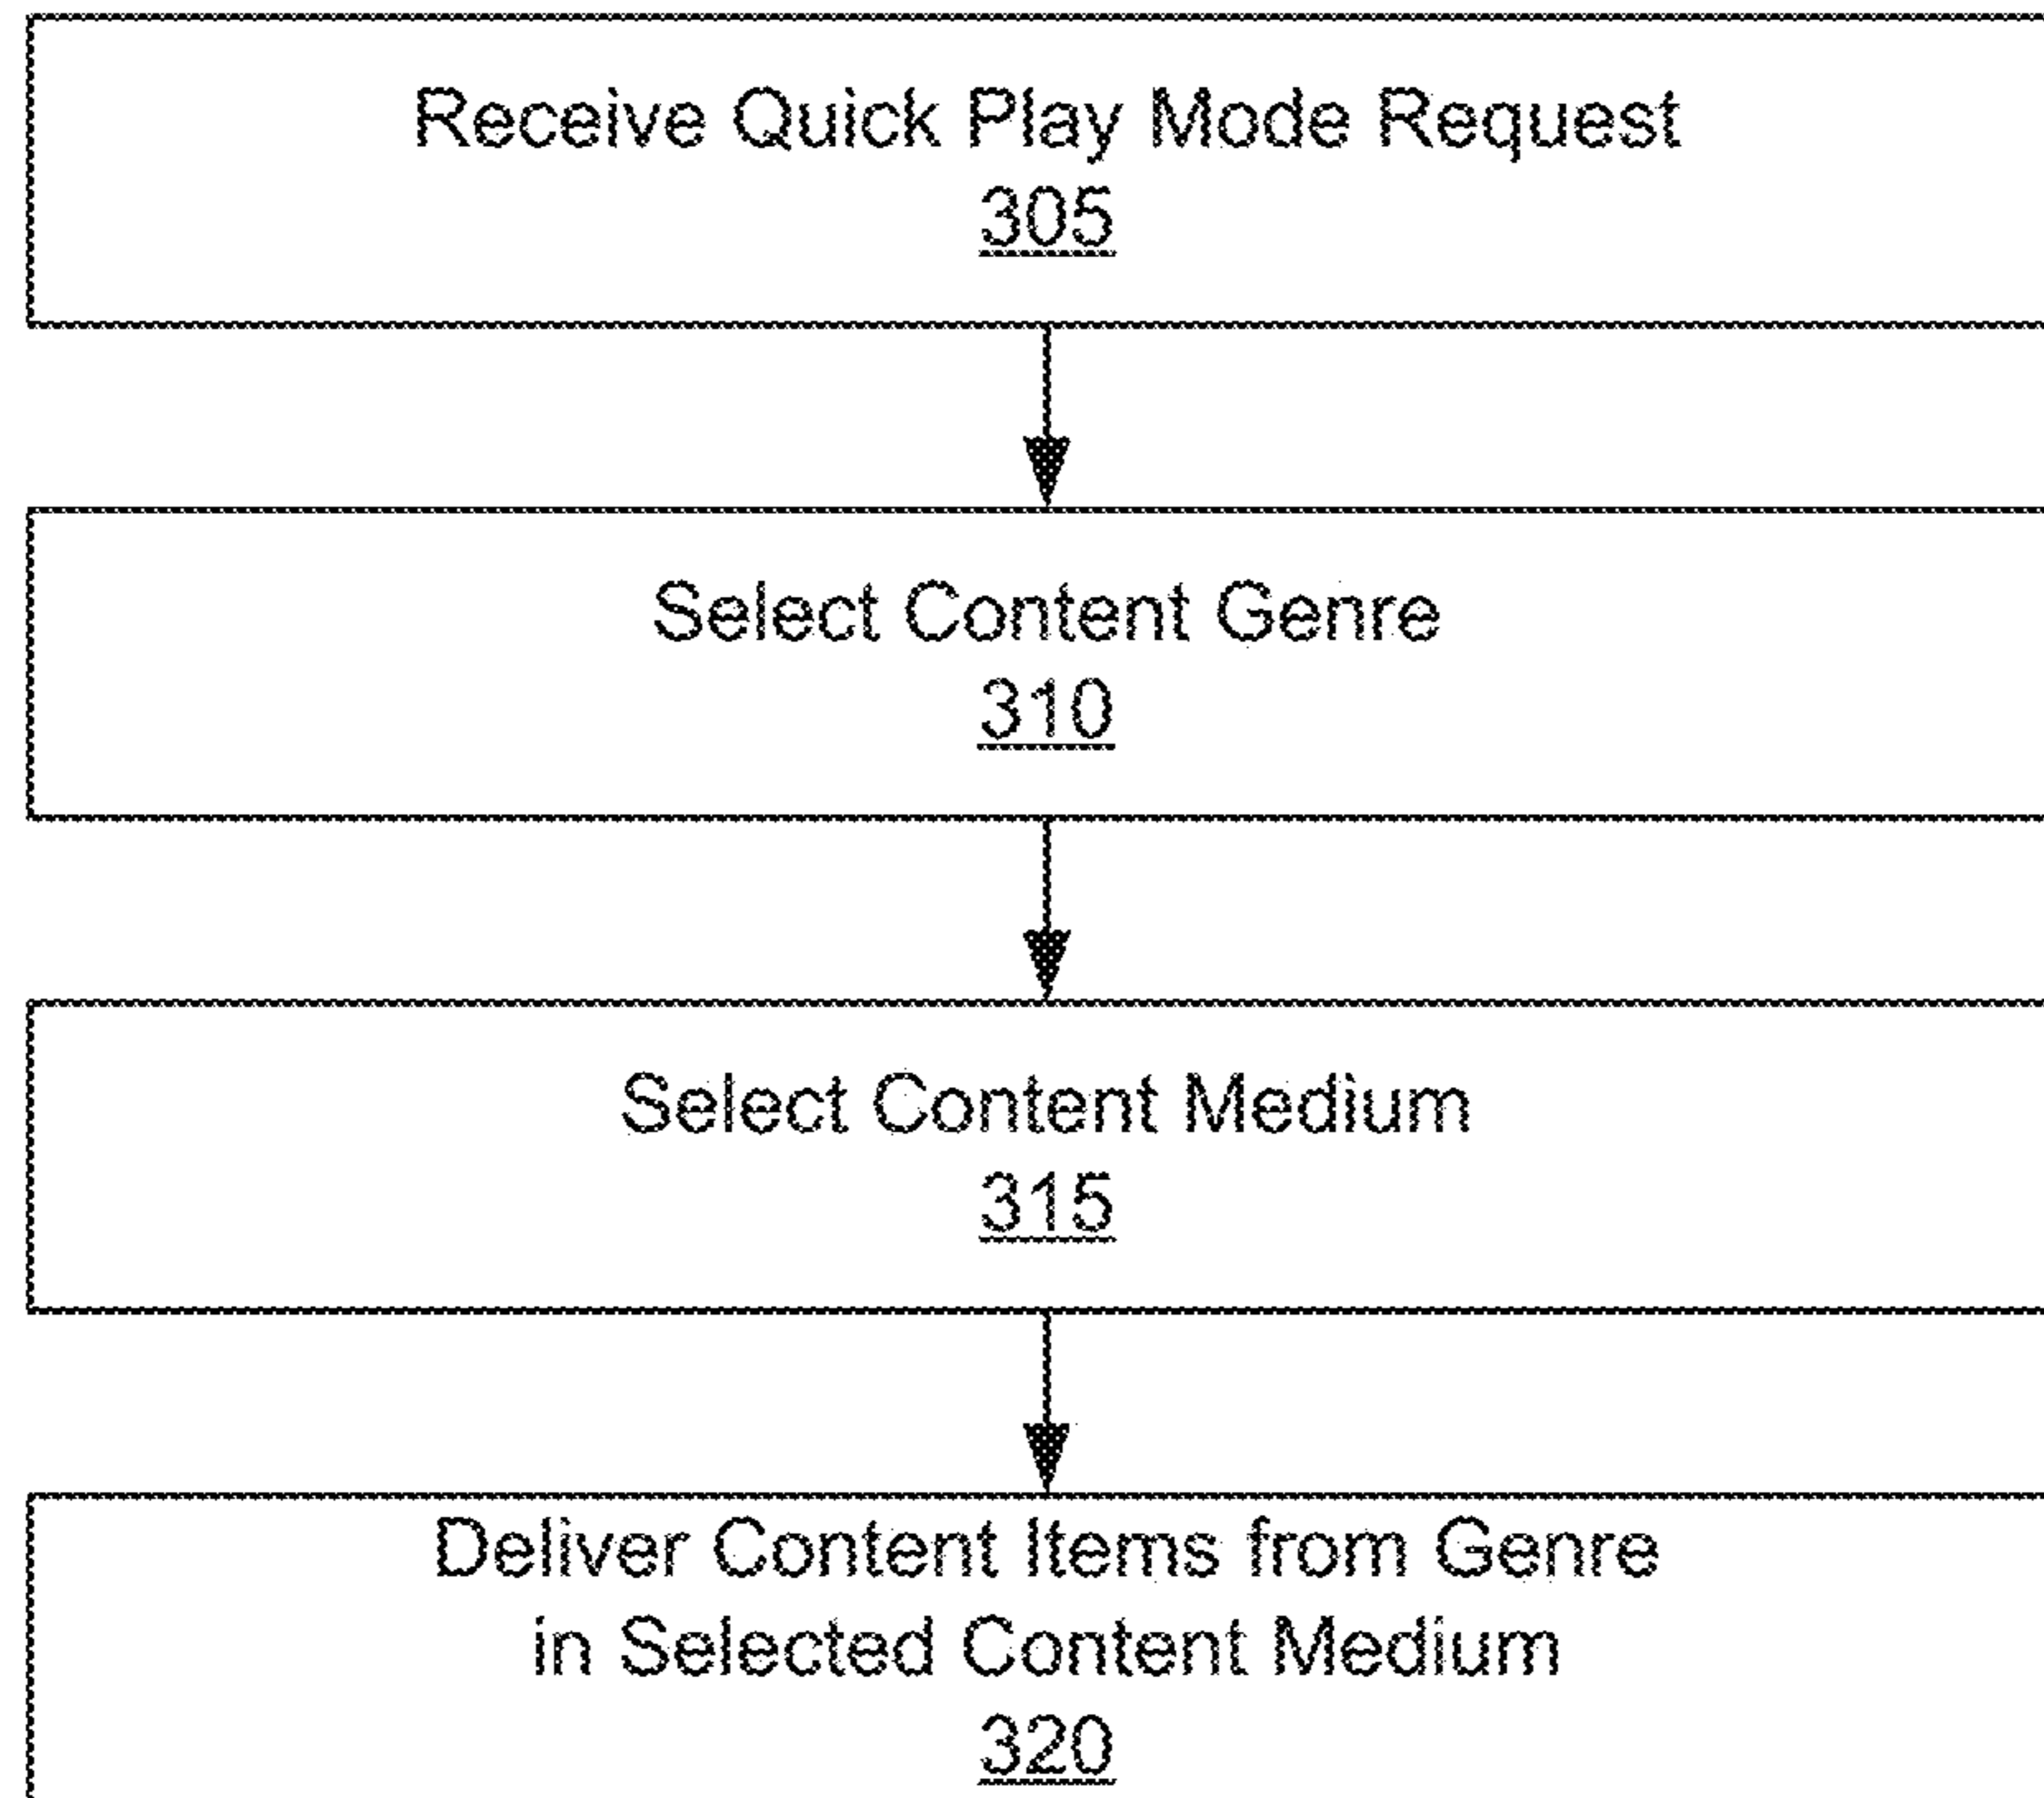 Receive Quick Play Mode Request
305
Select Content Genre
310
Select Content Medium
315
Deliver Content Items from Genre
in Selected Content Medium
320